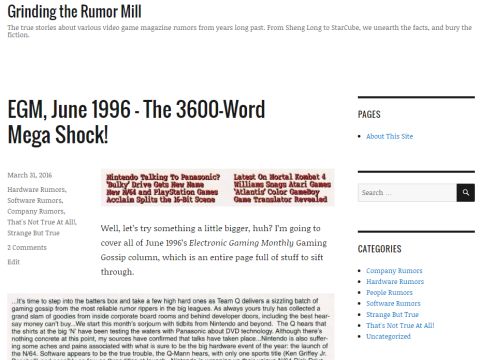 Grinding the Rumor Mill
The true stories about various video game magazine rumors from years long past. From Sheng Long to StarCube, we unearth the facts, and bury the
fiction.
EGM, June 1996 - The 3600-Word
Mega Shock!
March 31, 2016
Hardware Rumors,
Software Rumors,
Company Rumors,
That's Not True At All!,
Strange But True
2 Comments
Edit
Nintendo Talking To Panasonic?
'Bulky' Drive Gets New Name
New N/64 and PlayStation Games
Acclaim Splits the 16-Bit Scene
Latest On Mortal Kombat 4
Williams Snags Atari Games
'Atlantis' Color GameBoy
Game Translator Revealed
Well, let's try something a little bigger, huh? I'm going to
cover all of June 1996's Electronic Gaming Monthly Gaming
Gossip column, which is an entire page full of stuff to sift
through.
...It's time to step into the batters box and take a few high hard ones as Team Q delivers a sizzling batch of
gaming gossip from the most reliable rumor rippers in the big leagues. As always yours truly has collected a
grand slam of goodies from inside corporate board rooms and behind developer doors, including the best hear-
say money can't buy...We start this month's sorjourn with tidbits from Nintendo and beyond. The Q hears that
the shirts at the big 'N' have been testing the waters with Panasonic about DVD technology. Although there's
nothing concrete at this point, my sources have confirmed that talks have taken place...Nintendo is also suffer-
ing some aches and pains associated with what is sure to be the big hardware event of the year: the launch of
the N/64. Software appears to be the true trouble, the Q-Mann hears, with only one sports title (Ken Griffey Jr.
PAGES
About This Site
Search ...
CATEGORIES
Company Rumors
Hardware Rumors
People Rumors
Software Rumors
Strange But True
That's Not True At All!
Uncategorized